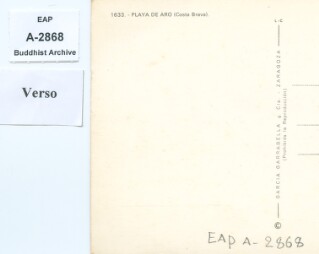 EAP
A-2868
Buddhist Archive
Verso
1633. - PLAYA DE ARO (Costa Brava)
GARCIA GARRABELLA y Cia. - ZARAGOZA
(Prohibida la Reproducción)
©
EAP A-2868